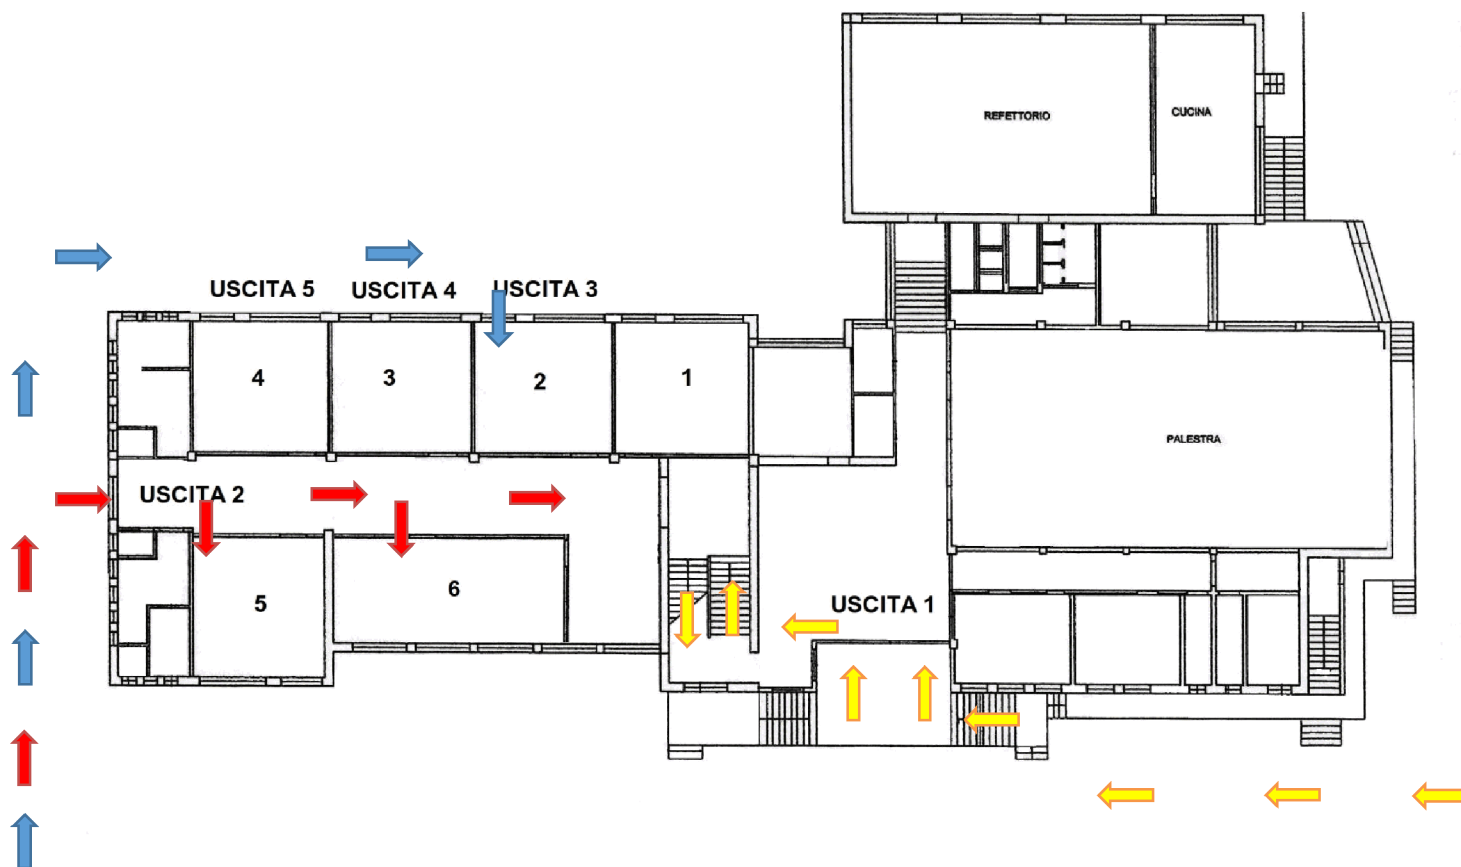 REFETTORIO
CUCINA
USCITA 5
USCITA 4
USCITA 3
4
3
2
1
PALESTRA
USCITA 2
5
6
USCITA 1